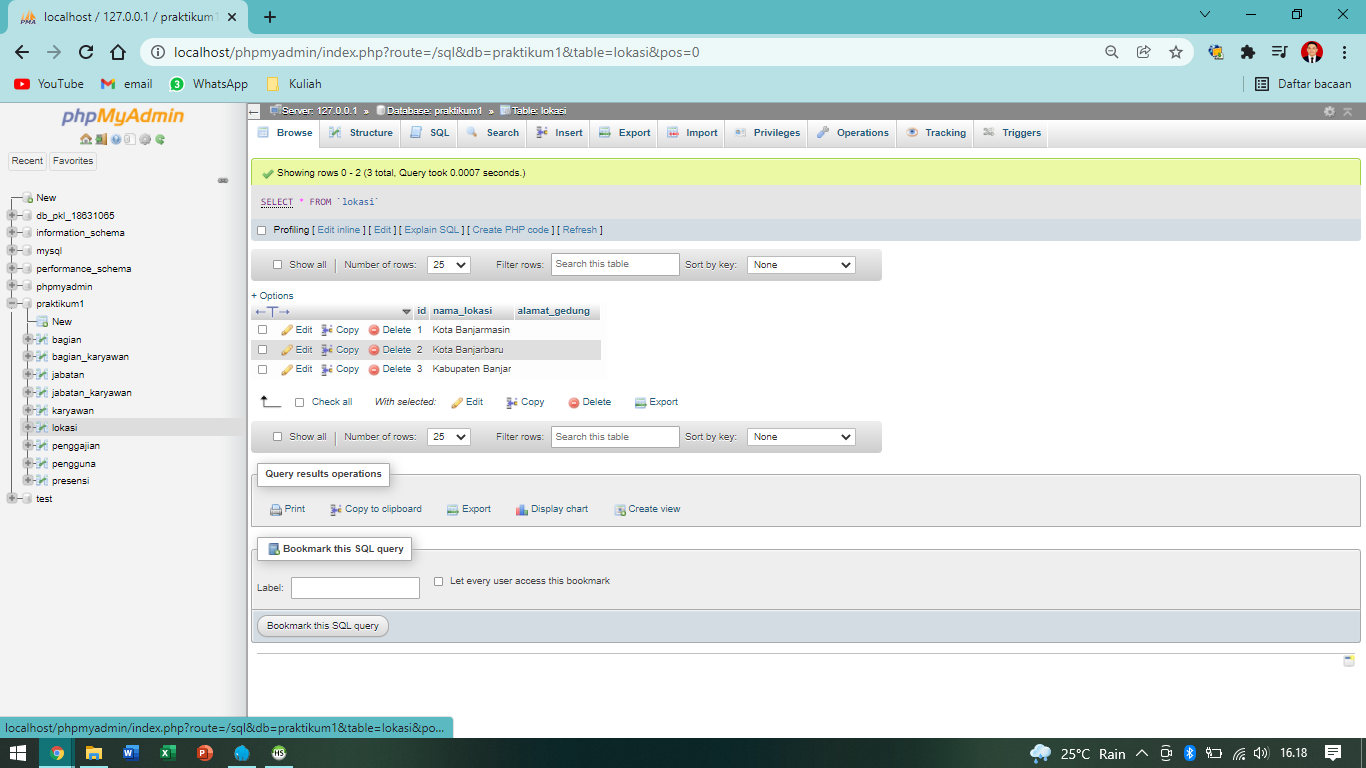 localhost / 127.0.0.1 / praktikum1
localhost/phpmyadmin/index.php?route=/sql&db=praktikum1&table=lokasi&pos=0
YouTube email 3 WhatsApp Kuliah Daftar bacaan
phpMyAdmin
Recent Favorites
New
db_pkl_18631065
information_schema
mysql
performance_schema
phpmyadmin
praktikum1
New
bagian
bagian_karyawan
jabatan
jabatan_karyawan
karyawan
lokasi
penggajian
pengguna
presensi
test
Server: 127.0.0.1 » Database: praktikum1 » Table: lokasi
Browse Structure SQL Search Insert Export Import Privileges Operations Tracking Triggers
Showing rows 0 - 2 (3 total, Query took 0.0007 seconds.)
SELECT * FROM `lokasi`
Profiling [ Edit inline ] [ Edit ] [ Explain SQL ] [ Create PHP code ] [ Refresh ]
Show all Number of rows: 25 Filter rows: Search this table Sort by key: None
+ Options
←T→ id nama_lokasi alamat_gedung
Edit Copy Delete 1 Kota Banjarmasin
Edit Copy Delete 2 Kota Banjarbaru
Edit Copy Delete 3 Kabupaten Banjar
Check all With selected: Edit Copy Delete Export
Show all Number of rows: 25 Filter rows: Search this table Sort by key: None
Query results operations
Print Copy to clipboard Export Display chart Create view
Bookmark this SQL query
Label: Let every user access this bookmark
Bookmark this SQL query
localhost/phpmyadmin/index.php?route=/sql&db=praktikum1&table=lokasi&po...
25°C Rain 16.18